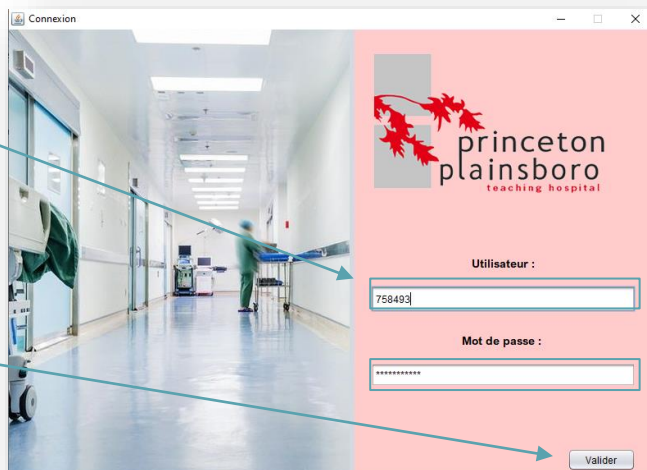 Connexion
princeton
plainsboro
teaching hospital
Utilisateur :
758493
Mot de passe :
***********
Valider